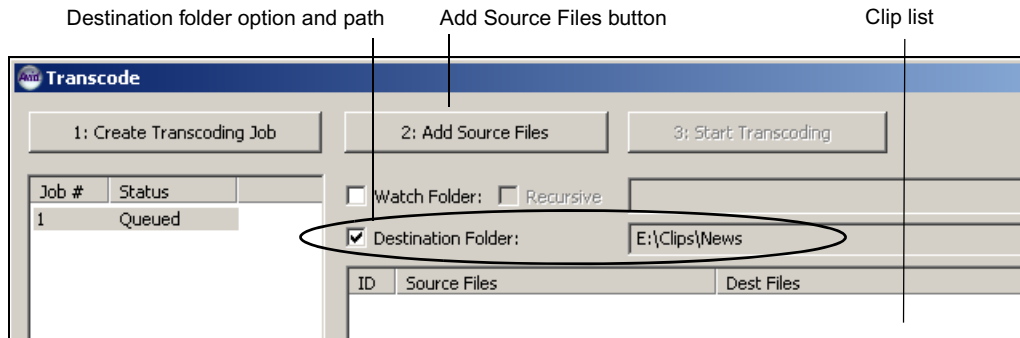 Destination folder option and path
Add Source Files button
Clip list
Avid Transcode
1: Create Transcoding Job
2: Add Source Files
3: Start Transcoding
Job # Status
1 Queued
Watch Folder: Recursive
Destination Folder: E:\Clips\News
ID Source Files Dest Files